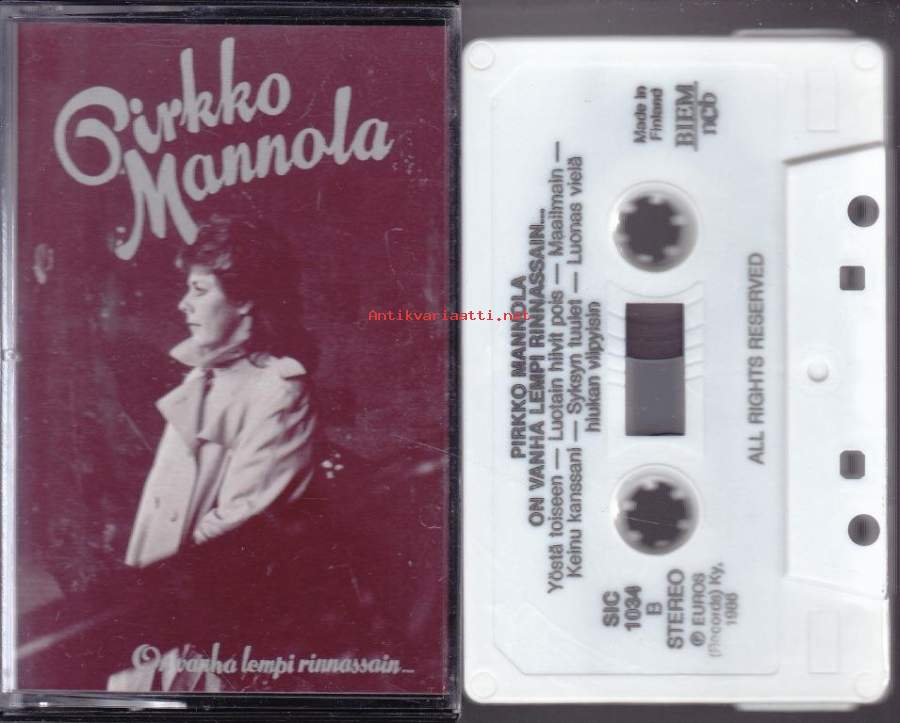 Pirkko
Mannola
On vanha lempi rinnassain...
Antikvariaatti.net
PIRKKO MANNOLA
ON VANHA LEMPI RINNASSAIN....
Yöstä toiseen — Luotain hiivit pois — Maailmain —
Keinu kanssani — Syksyn tuulet — Luonas vielä
hiukan viipyisin
SIC
1034
B
STEREO
℗ EUROS
(Records) Ky,
1986
Made in
Finland
BIEM
ncb
ALL RIGHTS RESERVED